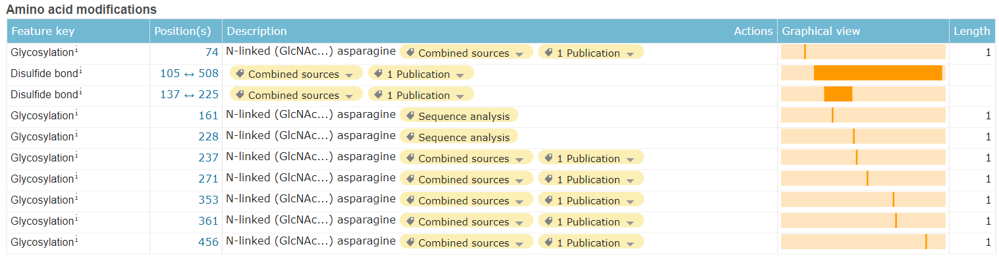 Amino acid modifications
Feature key Position(s) Description Actions Graphical view Length
Glycosylationi 74 N-linked (GlcNAc...) asparagine Combined sources 1 Publication 1
Disulfide bondi 105 ↔ 508 Combined sources 1 Publication
Disulfide bondi 137 ↔ 225 Combined sources 1 Publication
Glycosylationi 161 N-linked (GlcNAc...) asparagine Sequence analysis 1
Glycosylationi 228 N-linked (GlcNAc...) asparagine Sequence analysis 1
Glycosylationi 237 N-linked (GlcNAc...) asparagine Combined sources 1 Publication 1
Glycosylationi 271 N-linked (GlcNAc...) asparagine Combined sources 1 Publication 1
Glycosylationi 353 N-linked (GlcNAc...) asparagine Combined sources 1 Publication 1
Glycosylationi 361 N-linked (GlcNAc...) asparagine Combined sources 1 Publication 1
Glycosylationi 456 N-linked (GlcNAc...) asparagine Combined sources 1 Publication 1